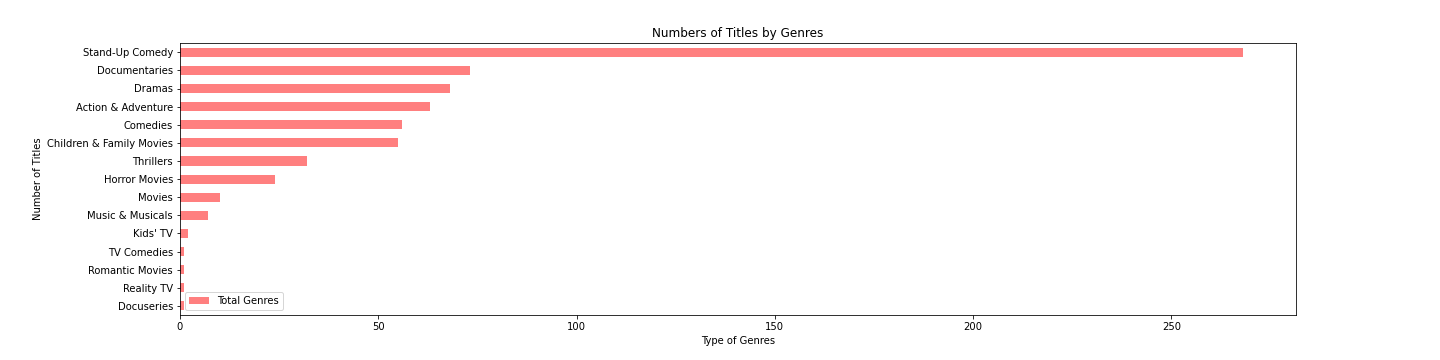 Numbers of Titles by Genres
Number of Titles
Stand-Up Comedy
Documentaries
Dramas
Action & Adventure
Comedies
Children & Family Movies
Thrillers
Horror Movies
Movies
Music & Musicals
Kids' TV
TV Comedies
Romantic Movies
Reality TV
Docuseries
Total Genres
0 50 100 150 200 250
Type of Genres